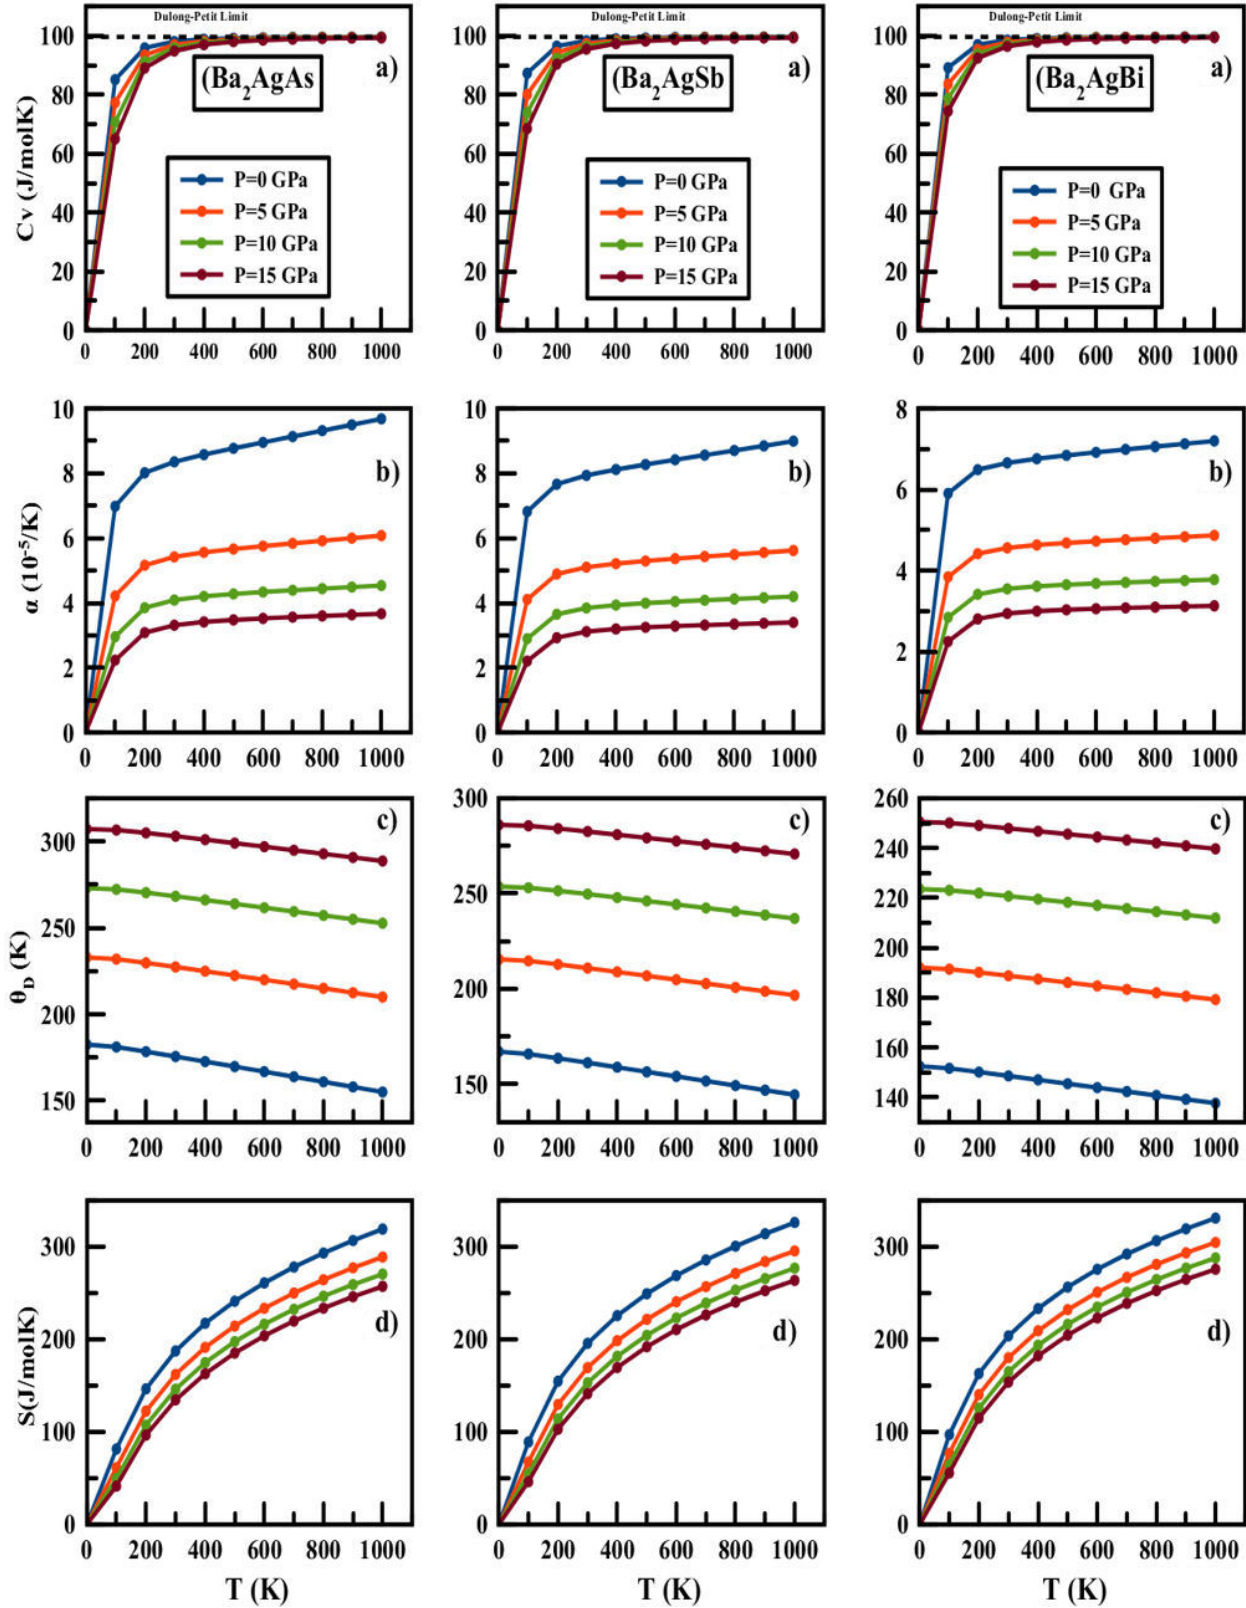 Dulong-Petit Limit Dulong-Petit Limit Dulong-Petit Limit
Cv (J/molK)
100
80
60
40
20
0
a)
(Ba2AgAs
P=0 GPa
P=5 GPa
P=10 GPa
P=15 GPa
0 200 400 600 800 1000
100
80
60
40
20
0
a)
(Ba2AgSb
P=0 GPa
P=5 GPa
P=10 GPa
P=15 GPa
0 200 400 600 800 1000
100
80
60
40
20
0
a)
(Ba2AgBi
P=0 GPa
P=5 GPa
P=10 GPa
P=15 GPa
0 200 400 600 800 1000
α (10⁻⁵/K)
10
8
6
4
2
0
b)
0 200 400 600 800 1000
10
8
6
4
2
0
b)
0 200 400 600 800 1000
8
6
4
2
0
b)
0 200 400 600 800 1000
θD (K)
300
250
200
150
c)
0 200 400 600 800 1000
300
250
200
150
c)
0 200 400 600 800 1000
260
240
220
200
180
160
140
c)
0 200 400 600 800 1000
S(J/molK)
300
200
100
0
d)
0 200 400 600 800 1000
T (K)
300
200
100
0
d)
0 200 400 600 800 1000
T (K)
300
200
100
0
d)
0 200 400 600 800 1000
T (K)